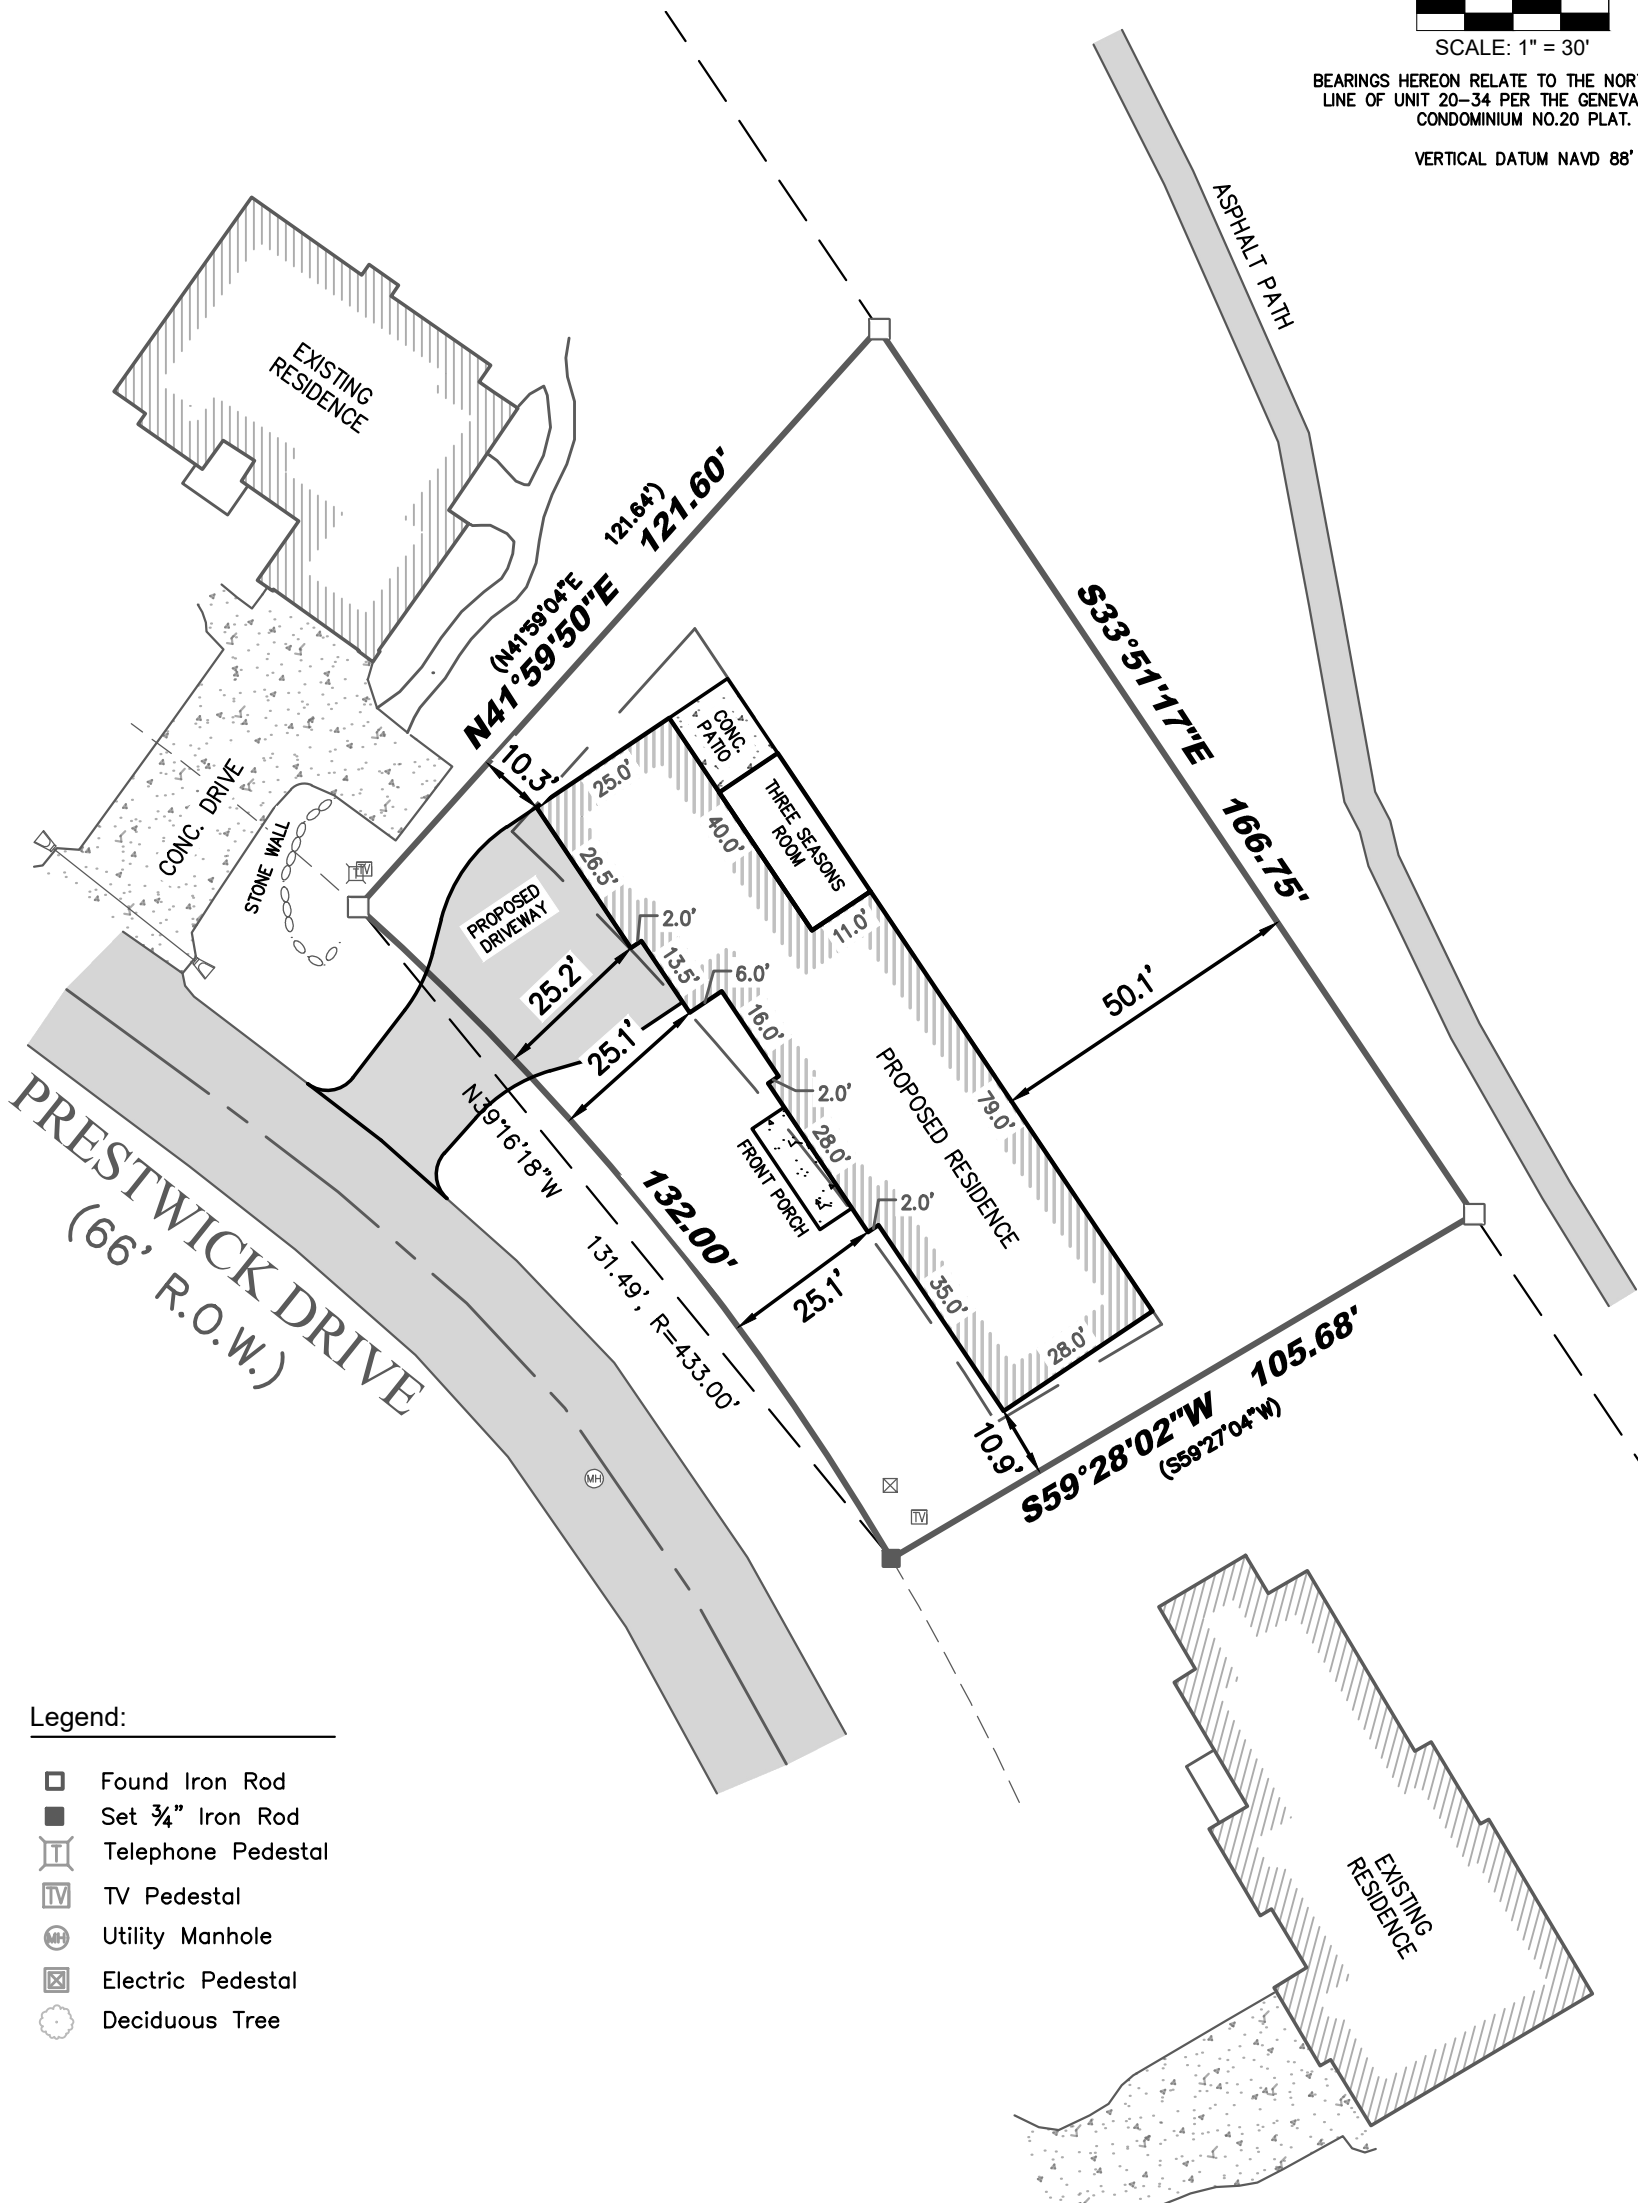 SCALE: 1" = 30'
BEARINGS HEREON RELATE TO THE NOR
LINE OF UNIT 20-34 PER THE GENEVA
CONDOMINIUM NO.20 PLAT.
VERTICAL DATUM NAVD 88'
ASPHALT PATH
EXISTING
RESIDENCE
121.64')
121.60'
(N41°59'04"E
N41°59'50"E
S33°51'17"E 166.75'
10.3'
25.0'
CONC.
PATIO
THREE SEASONS
ROOM
40.0'
11.0'
CONC. DRIVE
STONE WALL
T
TV
26.5'
PROPOSED
DRIVEWAY
2.0'
13.5'
6.0'
16.0'
25.2'
25.1'
50.1'
PROPOSED RESIDENCE
79.0'
2.0'
28.0'
FRONT PORCH
2.0'
PRESTWICK DRIVE
(66' R.O.W.)
N39°16'18"W 131.49', R=433.00'
132.00'
25.1'
35.0'
28.0'
10.9'
S59°28'02"W 105.68'
(S59°27'04"W)
MH
TV
Legend:
Found Iron Rod
Set ¾" Iron Rod
T Telephone Pedestal
TV TV Pedestal
MH Utility Manhole
Electric Pedestal
Deciduous Tree
EXISTING
RESIDENCE